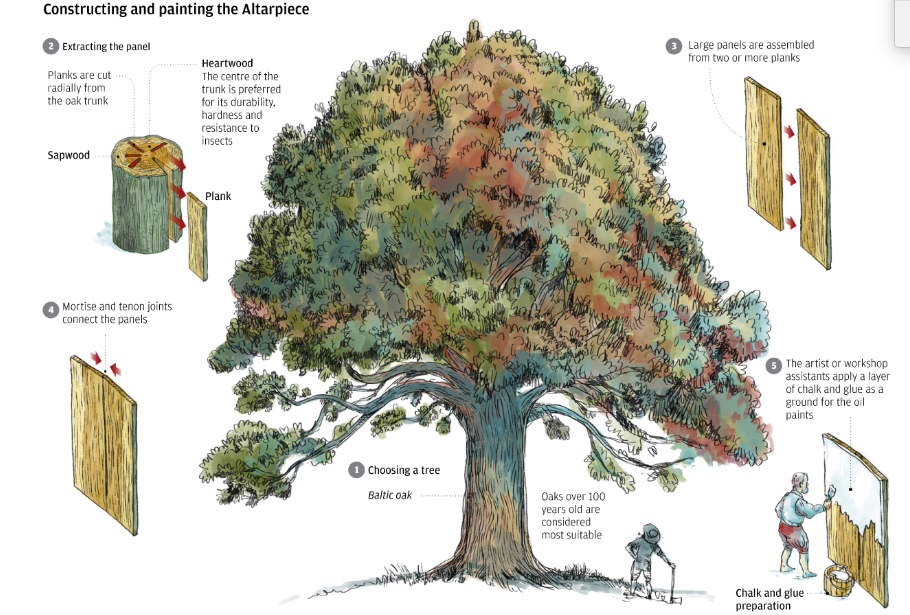 Constructing and painting the Altarpiece
1 Choosing a tree
Baltic oak
Oaks over 100
years old are
considered
most suitable
2 Extracting the panel
Planks are cut
radially from
the oak trunk
Heartwood
The centre of the
trunk is preferred
for its durability,
hardness and
resistance to
insects
Sapwood
Plank
3 Large panels are assembled
from two or more planks
4 Mortise and tenon joints
connect the panels
5 The artist or workshop
assistants apply a layer
of chalk and glue as a
ground for the oil
paints
Chalk and glue
preparation